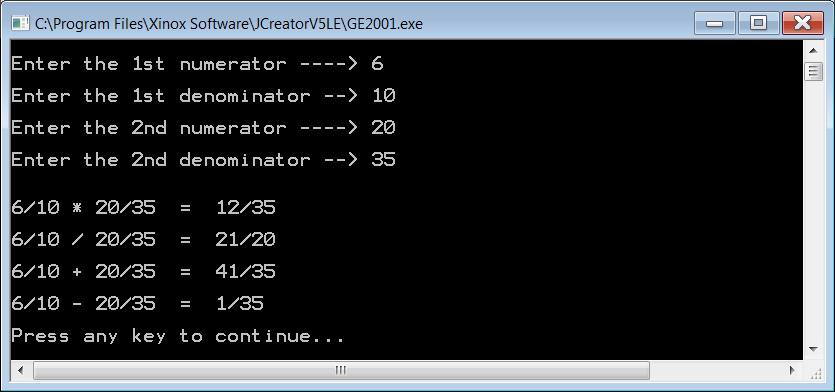 C:\Program Files\Xinox Software\JCreatorV5LE\GE2001.exe
Enter the 1st numerator ----> 6
Enter the 1st denominator --> 10
Enter the 2nd numerator ----> 20
Enter the 2nd denominator --> 35
6/10 * 20/35  =  12/35
6/10 / 20/35  =  21/20
6/10 + 20/35  =  41/35
6/10 - 20/35  =  1/35
Press any key to continue...